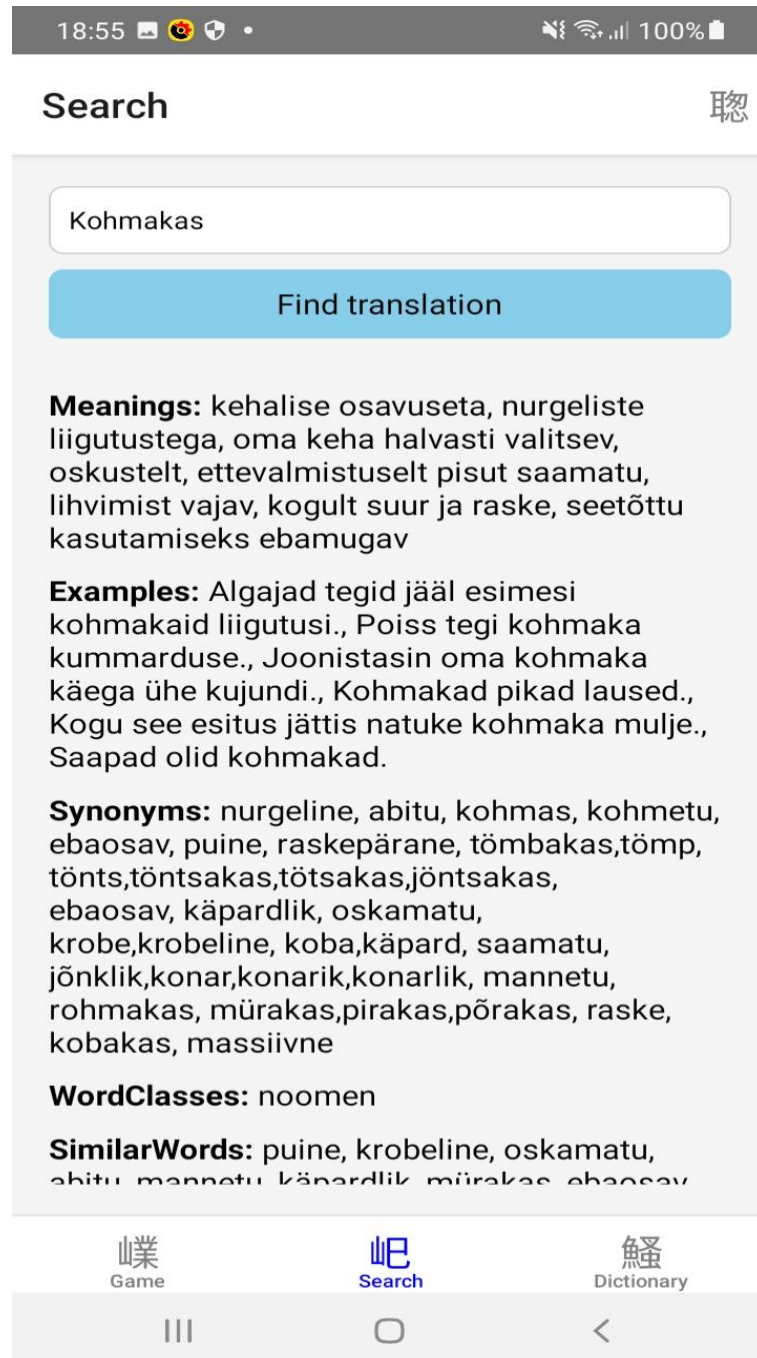 18:55 100%
Search 聦
Kohmakas
Find translation
Meanings: kehalise osavuseta, nurgeliste
liigutustega, oma keha halvasti valitsev,
oskustelt, ettevalmistuselt pisut saamatu,
lihvimist vajav, kogult suur ja raske, seetõttu
kasutamiseks ebamugav
Examples: Algajad tegid jääl esimesi
kohmakaid liigutusi., Poiss tegi kohmaka
kummarduse., Joonistasin oma kohmaka
käega ühe kujundi., Kohmakad pikad laused.,
Kogu see esitus jättis natuke kohmaka mulje.,
Saapad olid kohmakad.
Synonyms: nurgeline, abitu, kohmas, kohmetu,
ebaosav, puine, raskepärane, tömbakas,tömp,
tönts,töntsakas,tötsakas,jöntsakas,
ebaosav, käpardlik, oskamatu,
krobe,krobeline, koba,käpard, saamatu,
jõnklik,konar,konarik,konarlik, mannetu,
rohmakas, mürakas,pirakas,põrakas, raske,
kobakas, massiivne
WordClasses: noomen
SimilarWords: puine, krobeline, oskamatu,
abitu, mannetu, käpardlik, mürakas, ebaosav,
Game Search Dictionary